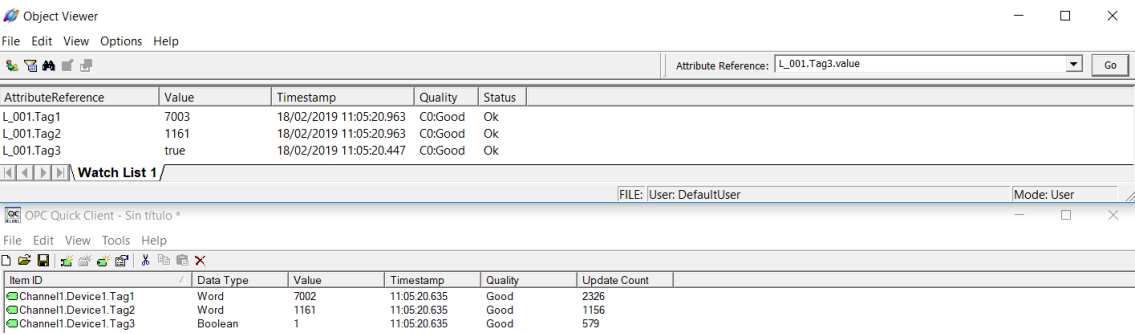 Object Viewer
File Edit View Options Help
Attribute Reference: L_001.Tag3.value Go
AttributeReference Value Timestamp Quality Status
L_001.Tag1 7003 18/02/2019 11:05:20.963 C0:Good Ok
L_001.Tag2 1161 18/02/2019 11:05:20.963 C0:Good Ok
L_001.Tag3 true 18/02/2019 11:05:20.447 C0:Good Ok
Watch List 1
FILE: User: DefaultUser Mode: User
OPC Quick Client - Sin título *
File Edit View Tools Help
Item ID Data Type Value Timestamp Quality Update Count
Channel1.Device1.Tag1 Word 7002 11:05:20.635 Good 2326
Channel1.Device1.Tag2 Word 1161 11:05:20.635 Good 1156
Channel1.Device1.Tag3 Boolean 1 11:05:20.635 Good 579